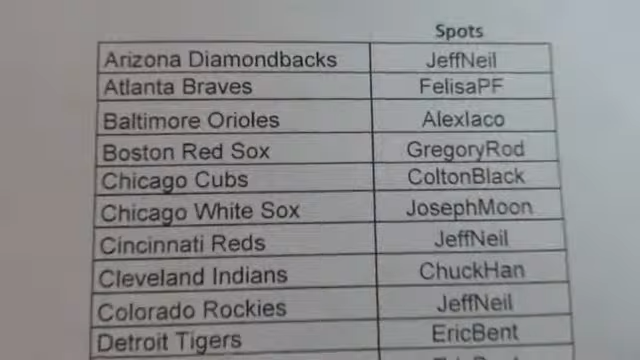 Spots
Arizona Diamondbacks JeffNeil
Atlanta Braves FelisaPF
Baltimore Orioles AlexIaco
Boston Red Sox GregoryRod
Chicago Cubs ColtonBlack
Chicago White Sox JosephMoon
Cincinnati Reds JeffNeil
Cleveland Indians ChuckHan
Colorado Rockies JeffNeil
Detroit Tigers EricBent